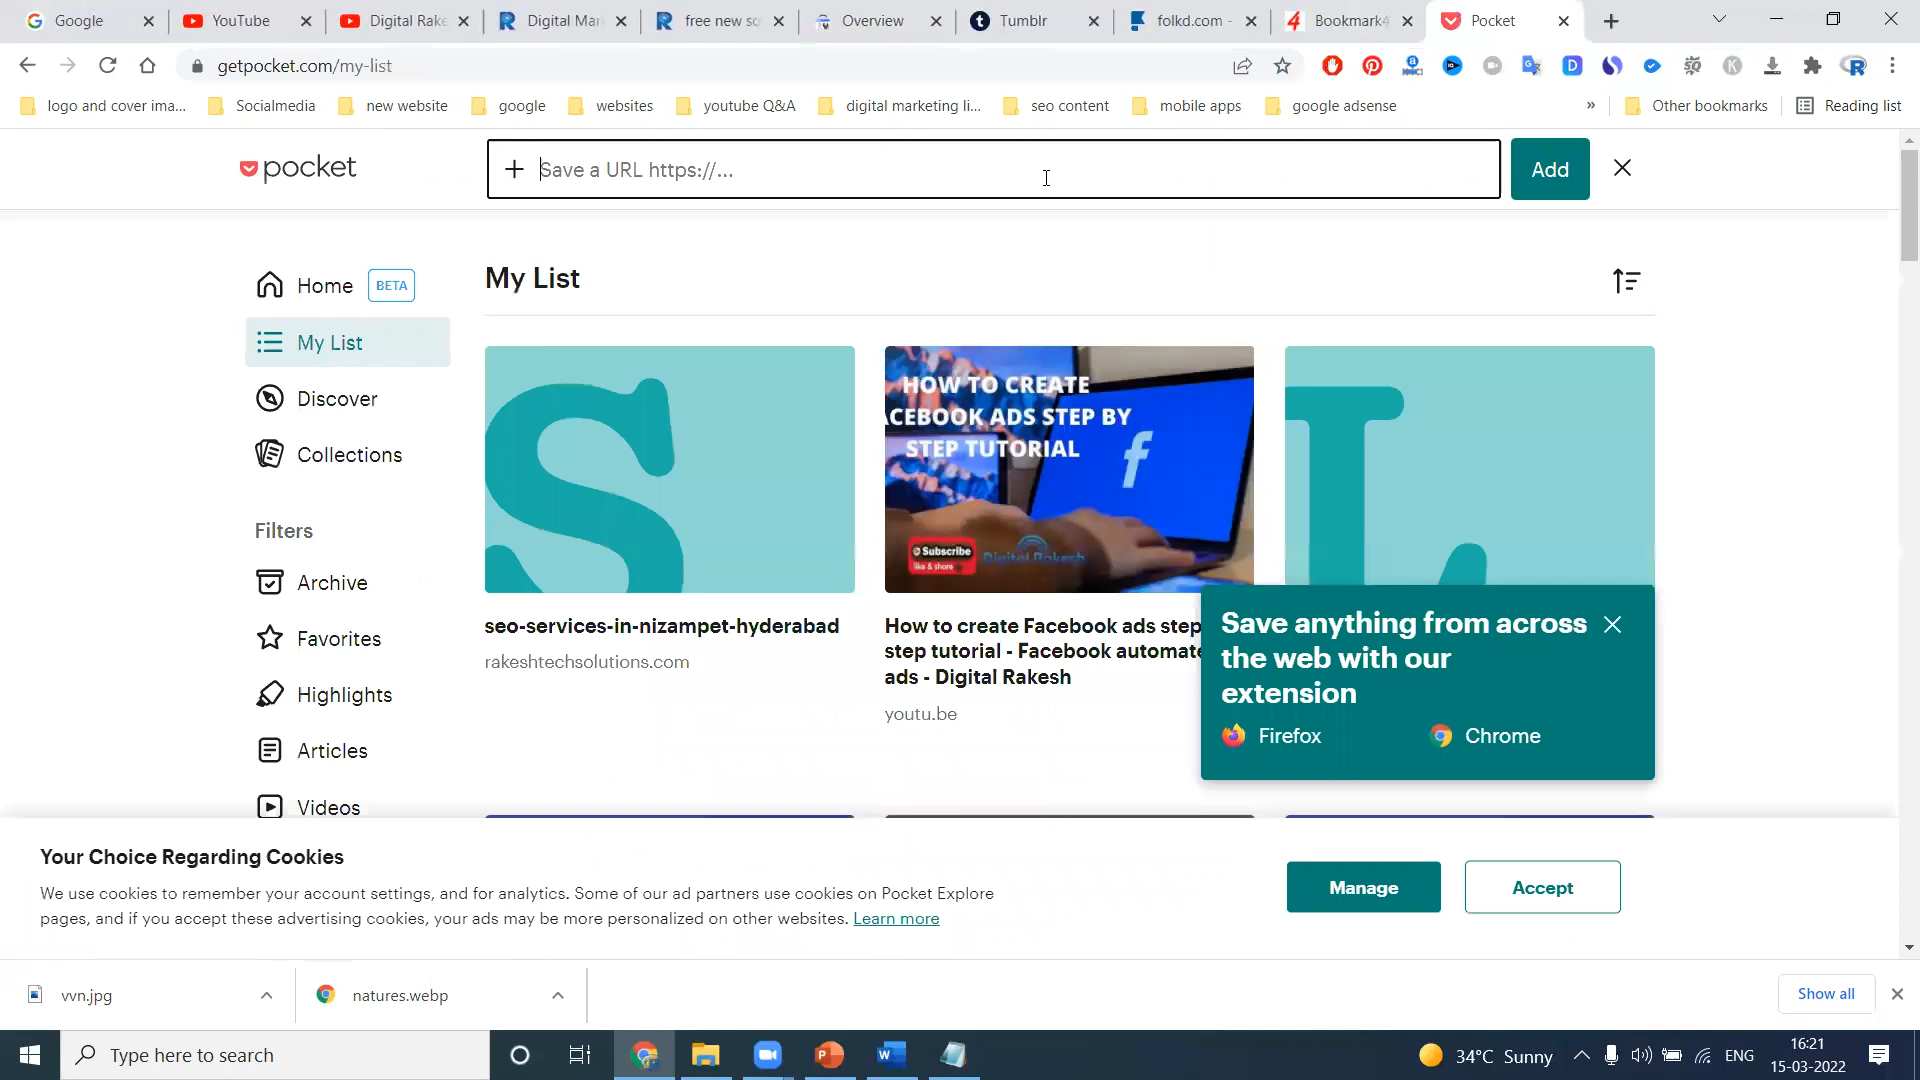 Google
YouTube
Digital Rake
Digital Mar
free new so
Overview
Tumblr
folkd.com -
Bookmark4
Pocket
getpocket.com/my-list
logo and cover ima...
Socialmedia
new website
google
websites
youtube Q&A
digital marketing li...
seo content
mobile apps
google adsense
»
Other bookmarks
Reading list
pocket
Save a URL https://...
Add
Home
BETA
My List
Discover
Collections
Filters
Archive
Favorites
Highlights
Articles
Videos
My List
HOW TO CREATE
ACEBOOK ADS STEP BY
STEP TUTORIAL
Subscribe
like & share
Digital Rakesh
seo-services-in-nizampet-hyderabad
rakeshtechsolutions.com
How to create Facebook ads step
step tutorial - Facebook automate
ads - Digital Rakesh
youtu.be
Save anything from across
the web with our
extension
Firefox
Chrome
Your Choice Regarding Cookies
We use cookies to remember your account settings, and for analytics. Some of our ad partners use cookies on Pocket Explore
pages, and if you accept these advertising cookies, your ads may be more personalized on other websites. Learn more
Manage
Accept
vvn.jpg
natures.webp
Show all
Type here to search
34°C Sunny
ENG
16:21
15-03-2022